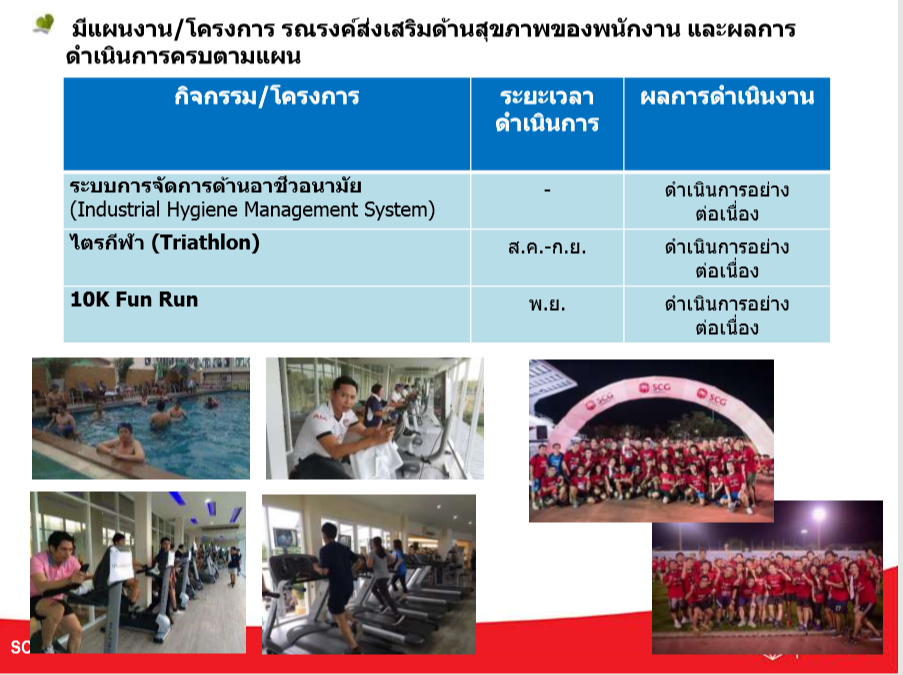 มีแผนงาน/โครงการ รณรงค์ส่งเสริมด้านสุขภาพของพนักงาน และผลการ
ดำเนินการครบตามแผน
กิจกรรม/โครงการ
ระยะเวลา
ดำเนินการ
ผลการดำเนินงาน
ระบบการจัดการด้านอาชีวอนามัย
(Industrial Hygiene Management System)
-
ดำเนินการอย่าง
ต่อเนื่อง
ไตรกีฬา (Triathlon)
ส.ค.-ก.ย.
ดำเนินการอย่าง
ต่อเนื่อง
10K Fun Run
พ.ย.
ดำเนินการอย่าง
ต่อเนื่อง
SCG
SCG
SCG